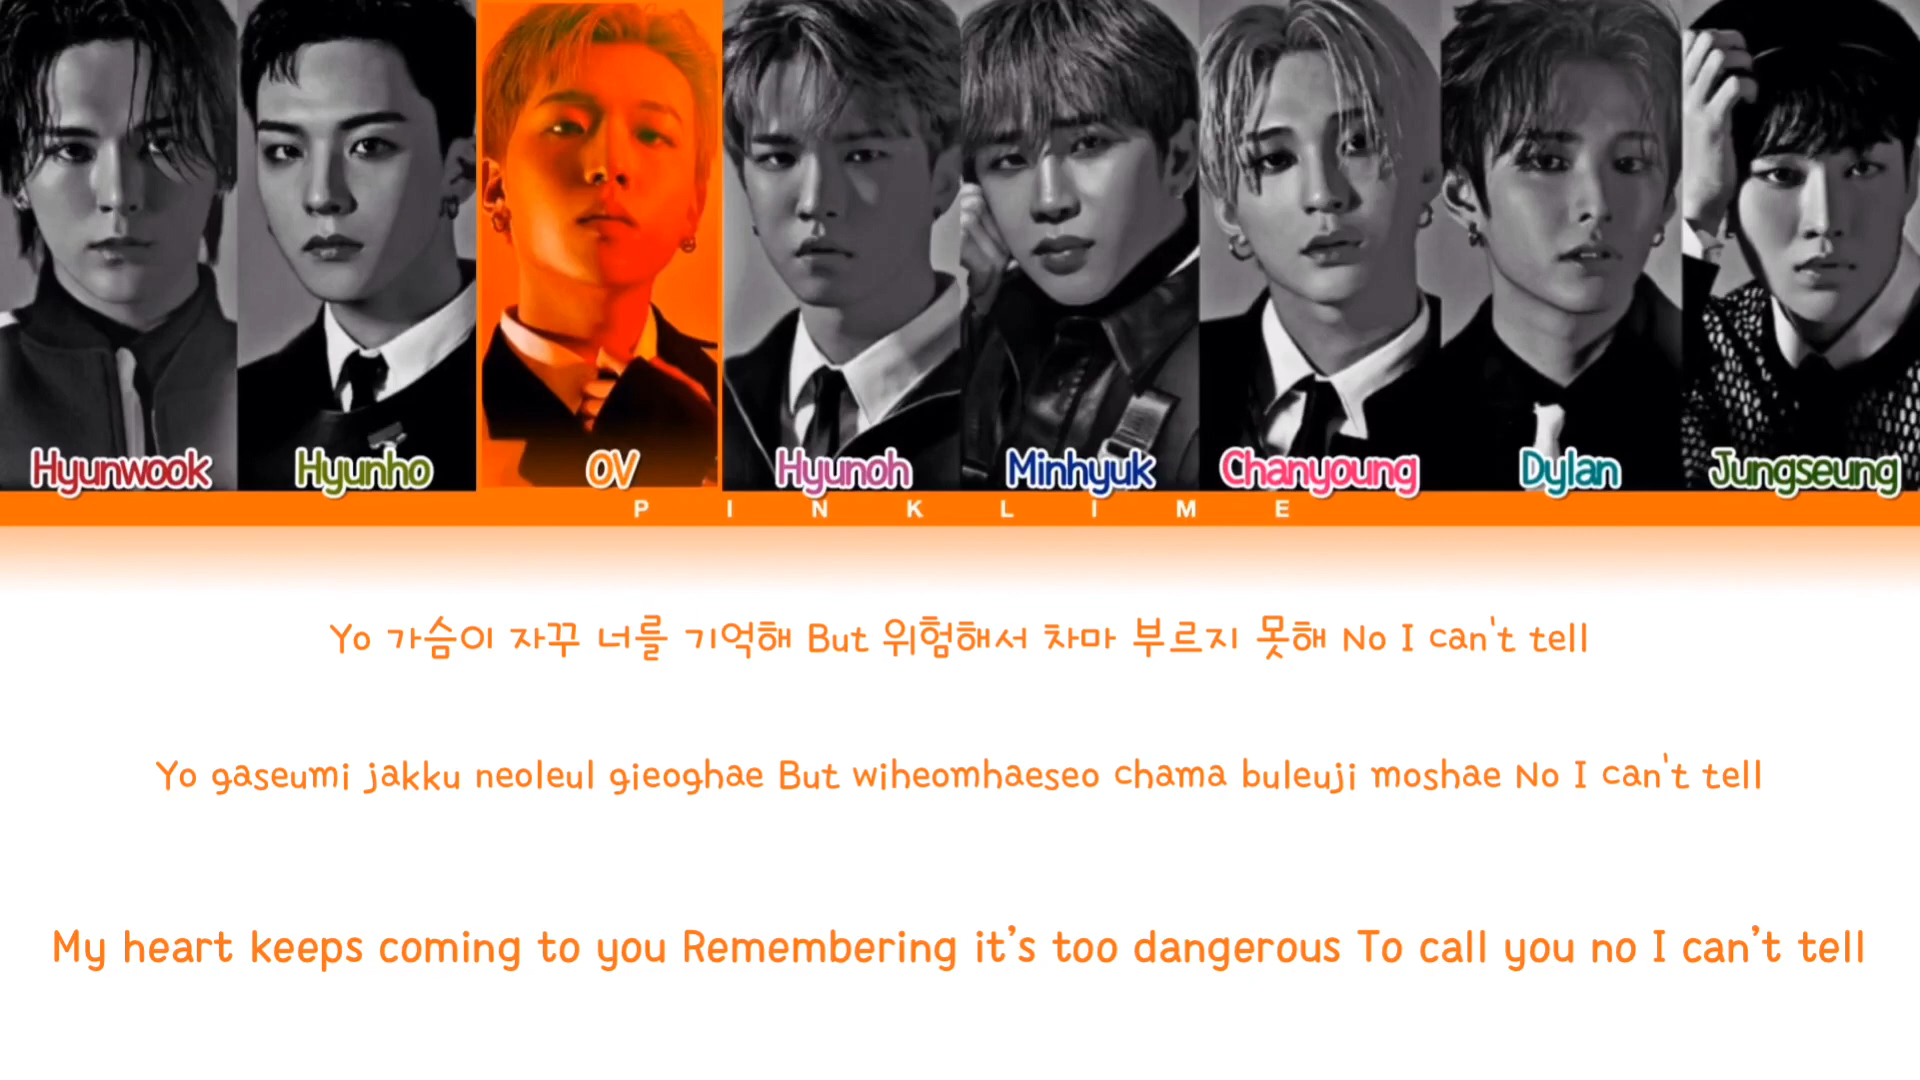 Hyunwook Hyunho OV Hyunoh Minhyuk Chanyoung Dylan Jungseung
PINKLIME
Yo 가슴이 자꾸 너를 기억해 But 위험해서 차마 부르지 못해 No I can't tell
Yo gaseumi jakku neoleul gieoghae But wiheomhaeseo chama buleuji moshae No I can't tell
My heart keeps coming to you Remembering it’s too dangerous To call you no I can’t tell